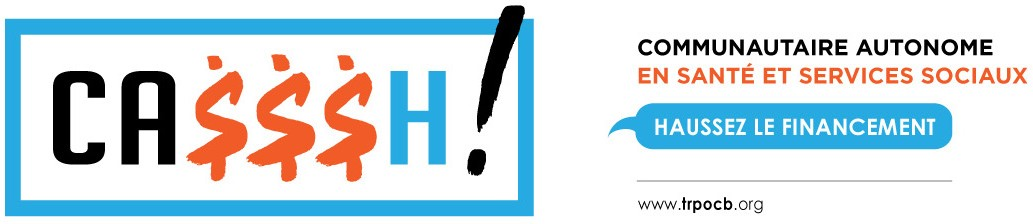 CA$$$H!
COMMUNAUTAIRE AUTONOME
EN SANTÉ ET SERVICES SOCIAUX
HAUSSEZ LE FINANCEMENT
www.trpocb.org